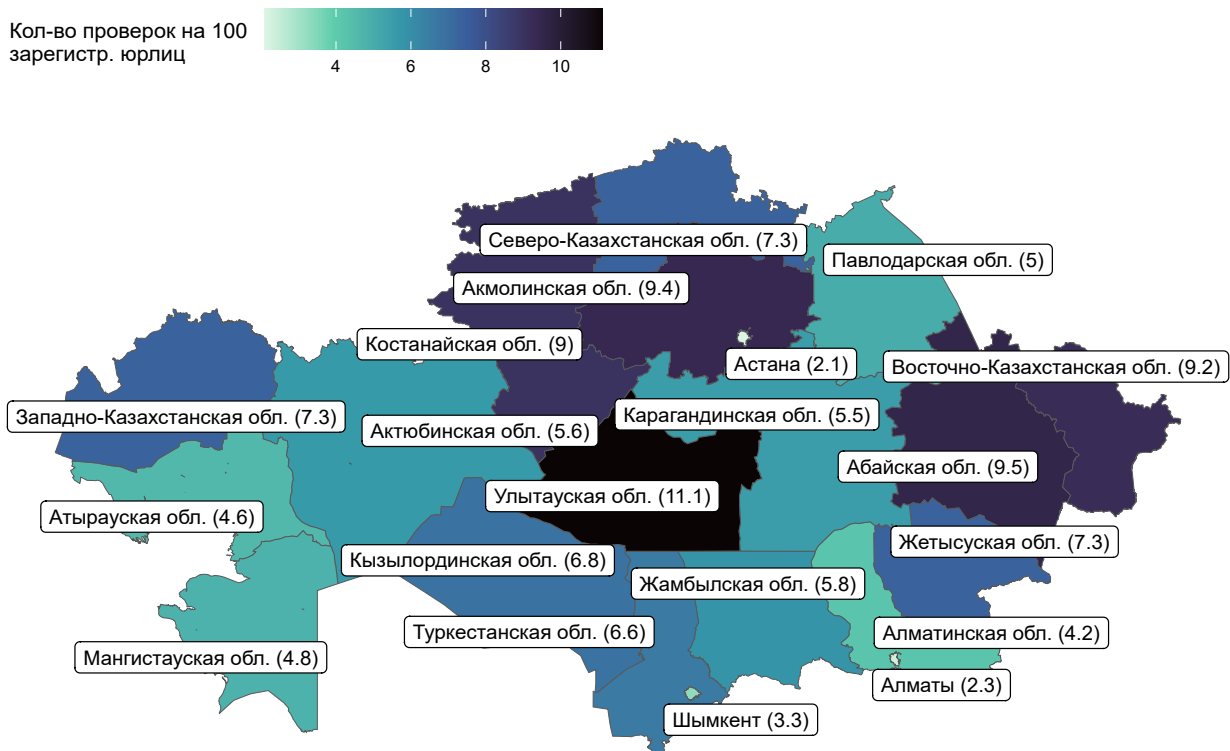 Кол-во проверок на 100
зарегистр. юрлиц
4 6 8 10
Северо-Казахстанская обл. (7.3)
Павлодарская обл. (5)
Акмолинская обл. (9.4)
Костанайская обл. (9)
Астана (2.1)
Восточно-Казахстанская обл. (9.2)
Западно-Казахстанская обл. (7.3)
Актюбинская обл. (5.6)
Карагандинская обл. (5.5)
Абайская обл. (9.5)
Улытауская обл. (11.1)
Атырауская обл. (4.6)
Жетысуская обл. (7.3)
Кызылординская обл. (6.8)
Жамбылская обл. (5.8)
Туркестанская обл. (6.6)
Алматинская обл. (4.2)
Мангистауская обл. (4.8)
Алматы (2.3)
Шымкент (3.3)